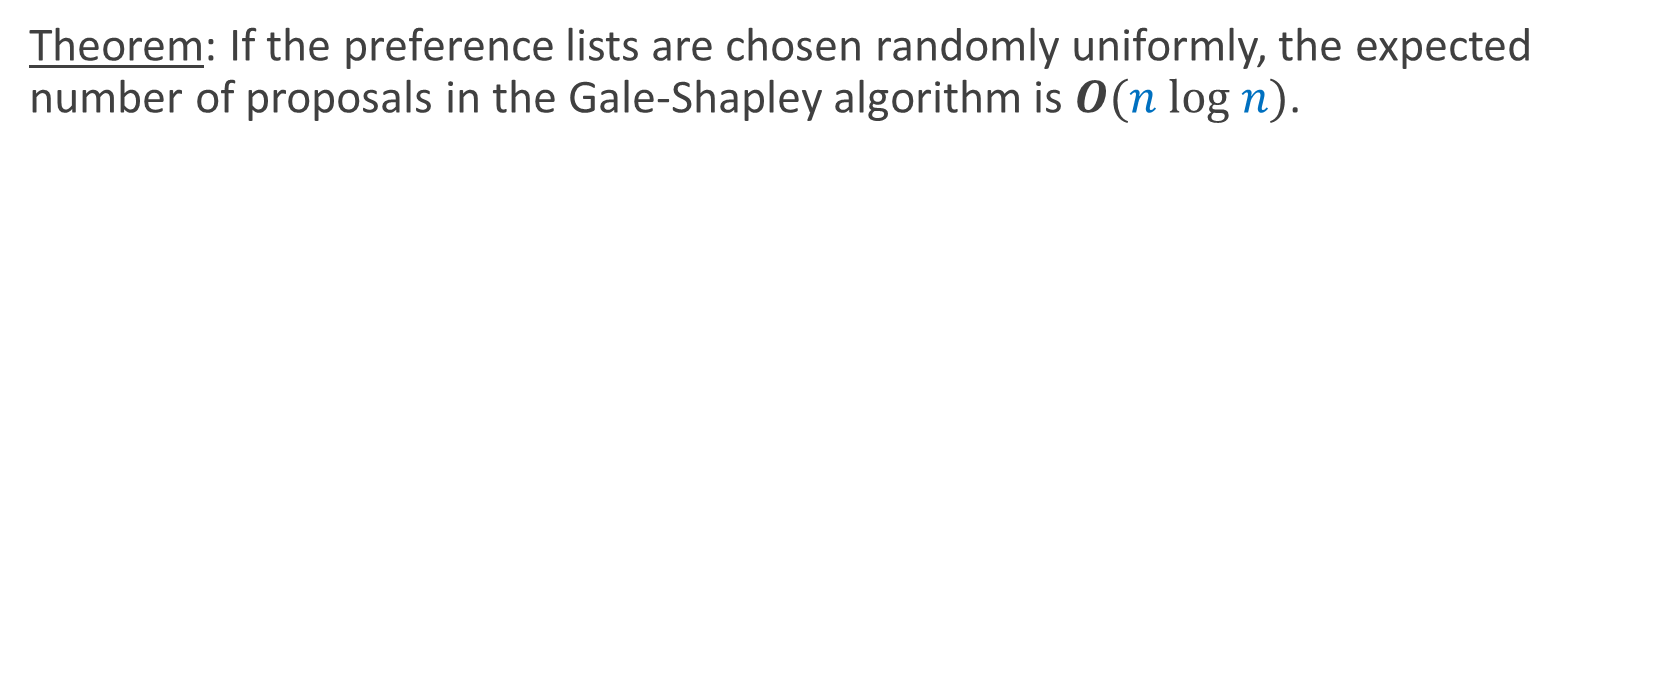 Theorem: If the preference lists are chosen randomly uniformly, the expected
number of proposals in the Gale-Shapley algorithm is O(n log n).